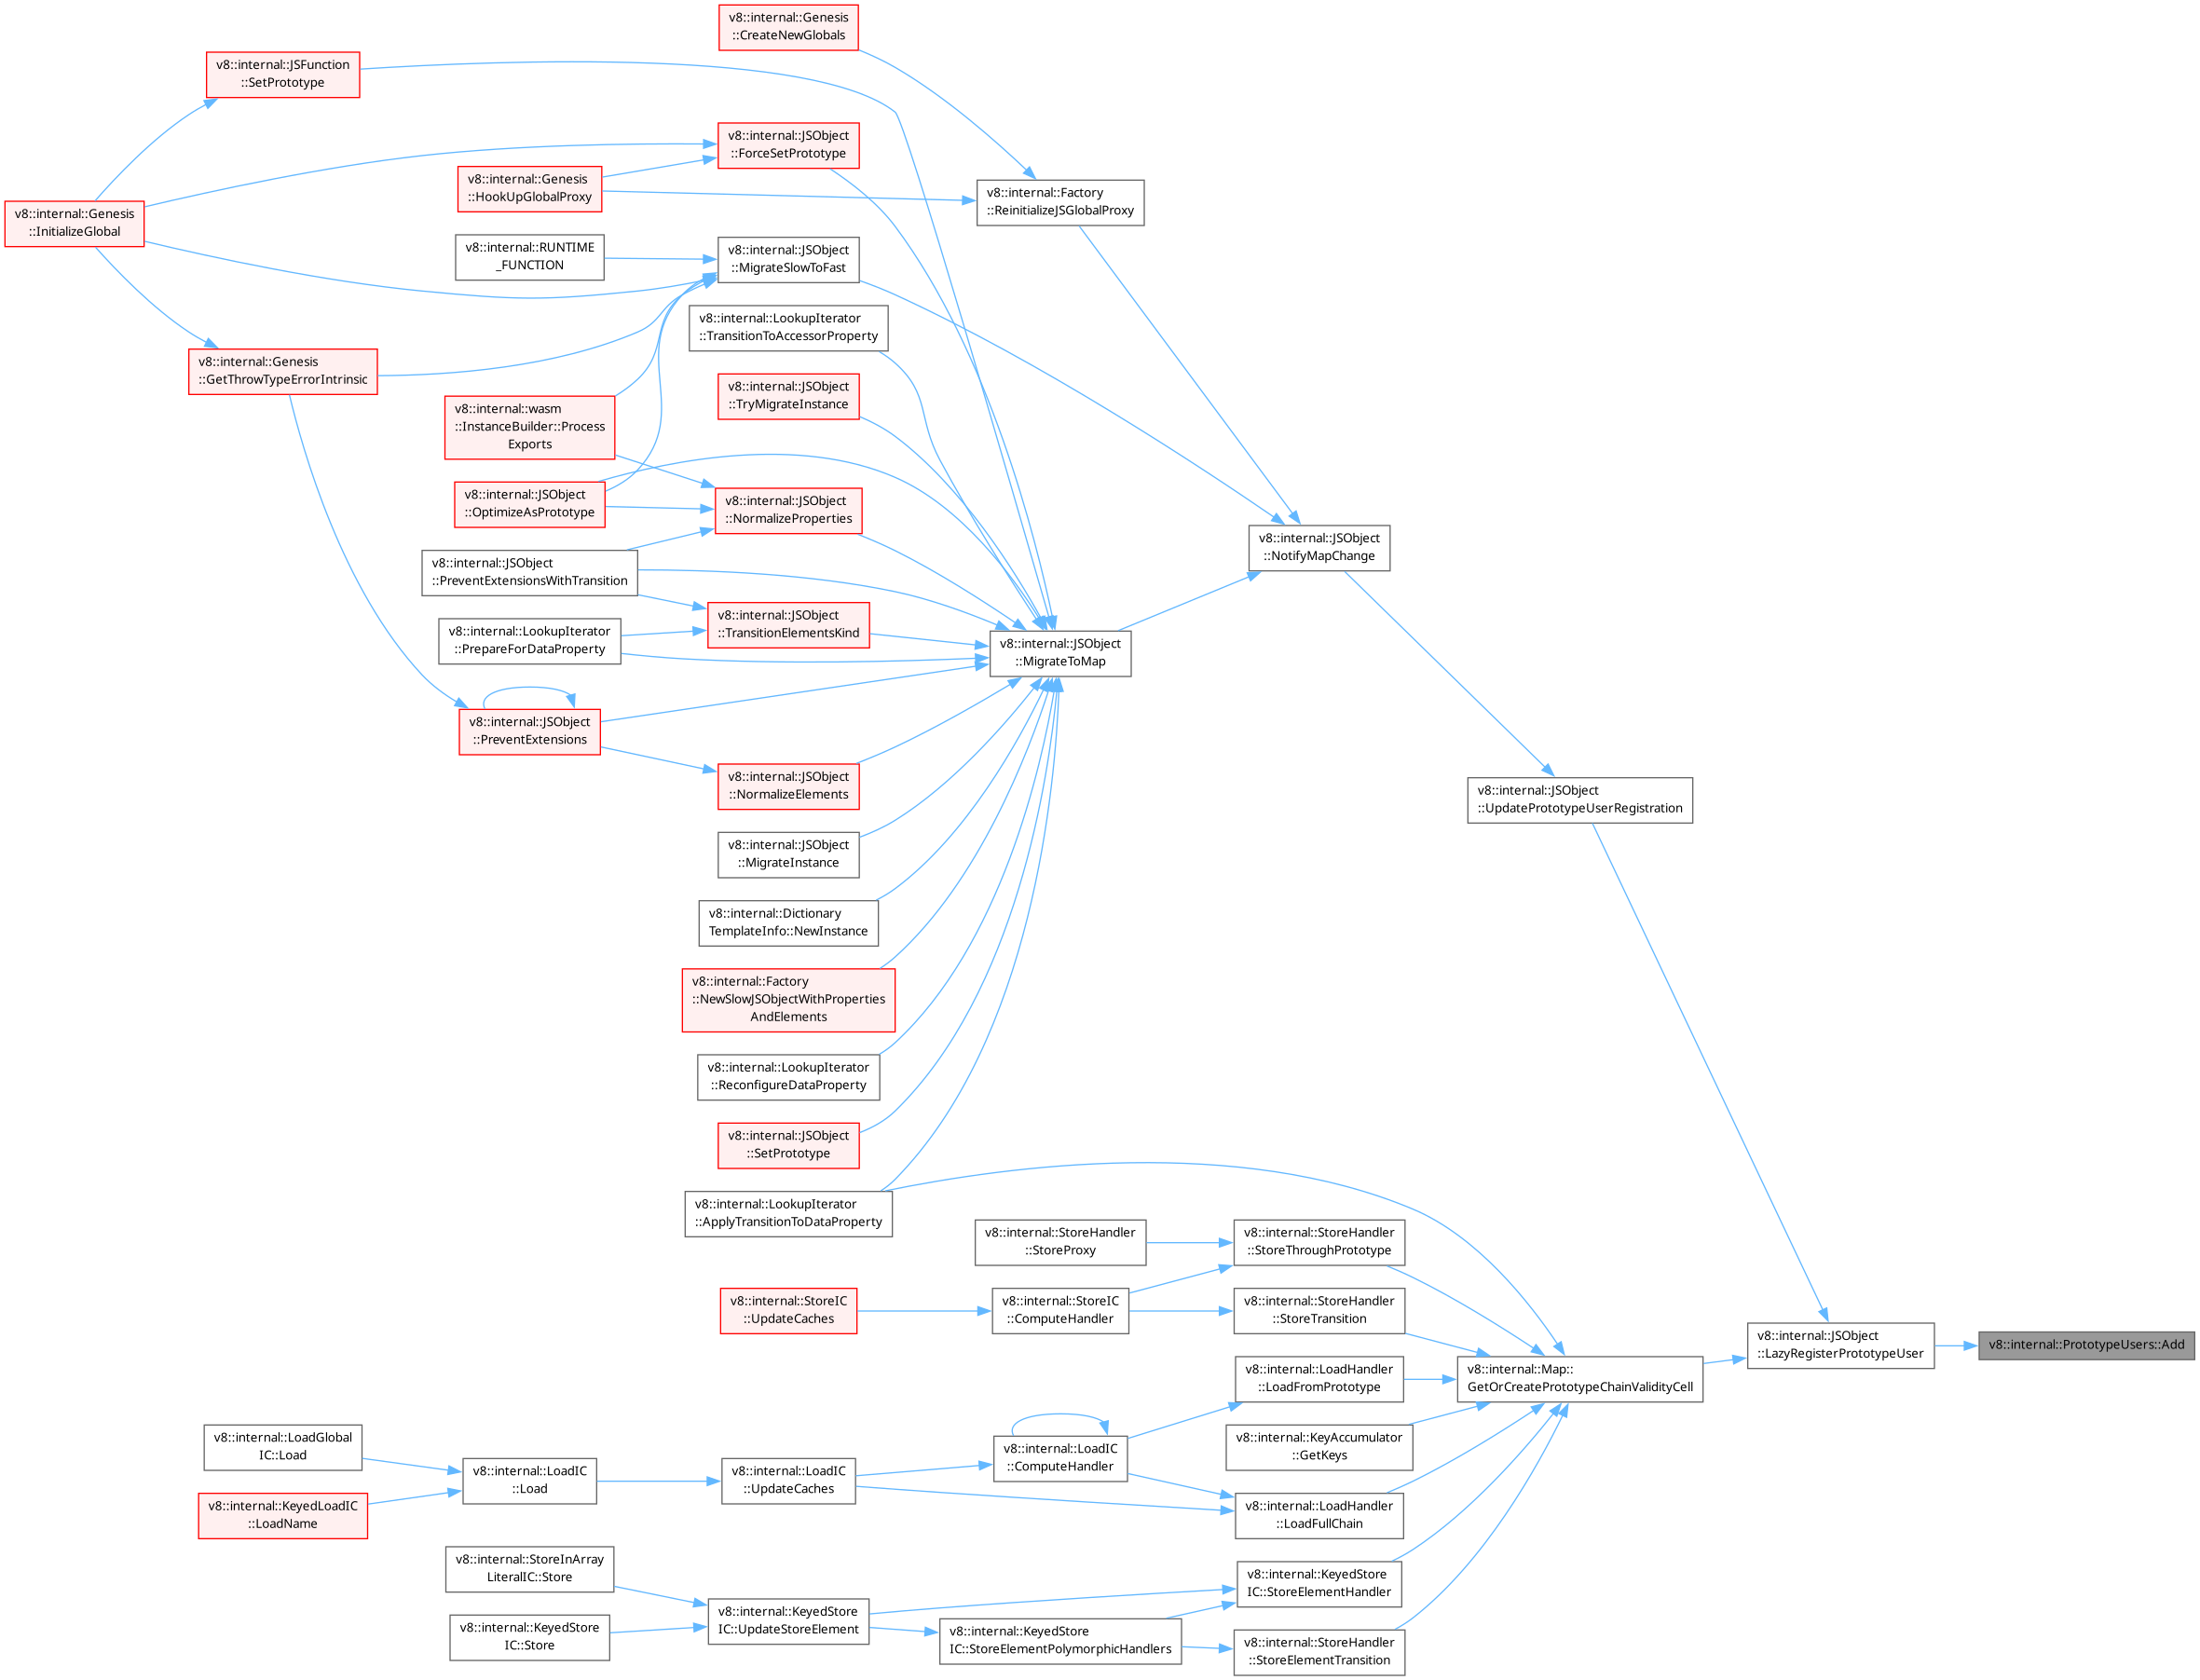 v8::internal::Genesis
::CreateNewGlobals
v8::internal::JSFunction
::SetPrototype
v8::internal::JSObject
::ForceSetPrototype
v8::internal::Genesis
::HookUpGlobalProxy
v8::internal::Factory
::ReinitializeJSGlobalProxy
v8::internal::Genesis
::InitializeGlobal
v8::internal::RUNTIME
_FUNCTION
v8::internal::JSObject
::MigrateSlowToFast
v8::internal::LookupIterator
::TransitionToAccessorProperty
v8::internal::Genesis
::GetThrowTypeErrorIntrinsic
v8::internal::JSObject
::TryMigrateInstance
v8::internal::wasm
::InstanceBuilder::Process
Exports
v8::internal::JSObject
::OptimizeAsPrototype
v8::internal::JSObject
::NormalizeProperties
v8::internal::JSObject
::NotifyMapChange
v8::internal::JSObject
::PreventExtensionsWithTransition
v8::internal::JSObject
::TransitionElementsKind
v8::internal::LookupIterator
::PrepareForDataProperty
v8::internal::JSObject
::MigrateToMap
v8::internal::JSObject
::PreventExtensions
v8::internal::JSObject
::NormalizeElements
v8::internal::JSObject
::UpdatePrototypeUserRegistration
v8::internal::JSObject
::MigrateInstance
v8::internal::Dictionary
TemplateInfo::NewInstance
v8::internal::Factory
::NewSlowJSObjectWithProperties
AndElements
v8::internal::LookupIterator
::ReconfigureDataProperty
v8::internal::JSObject
::SetPrototype
v8::internal::LookupIterator
::ApplyTransitionToDataProperty
v8::internal::StoreHandler
::StoreProxy
v8::internal::StoreHandler
::StoreThroughPrototype
v8::internal::StoreIC
::UpdateCaches
v8::internal::StoreIC
::ComputeHandler
v8::internal::StoreHandler
::StoreTransition
v8::internal::JSObject
::LazyRegisterPrototypeUser
v8::internal::PrototypeUsers::Add
v8::internal::LoadHandler
::LoadFromPrototype
v8::internal::Map::
GetOrCreatePrototypeChainValidityCell
v8::internal::KeyAccumulator
::GetKeys
v8::internal::LoadGlobal
IC::Load
v8::internal::LoadIC
::Load
v8::internal::LoadIC
::UpdateCaches
v8::internal::LoadIC
::ComputeHandler
v8::internal::KeyedLoadIC
::LoadName
v8::internal::LoadHandler
::LoadFullChain
v8::internal::StoreInArray
LiteralIC::Store
v8::internal::KeyedStore
IC::StoreElementHandler
v8::internal::KeyedStore
IC::Store
v8::internal::KeyedStore
IC::UpdateStoreElement
v8::internal::KeyedStore
IC::StoreElementPolymorphicHandlers
v8::internal::StoreHandler
::StoreElementTransition